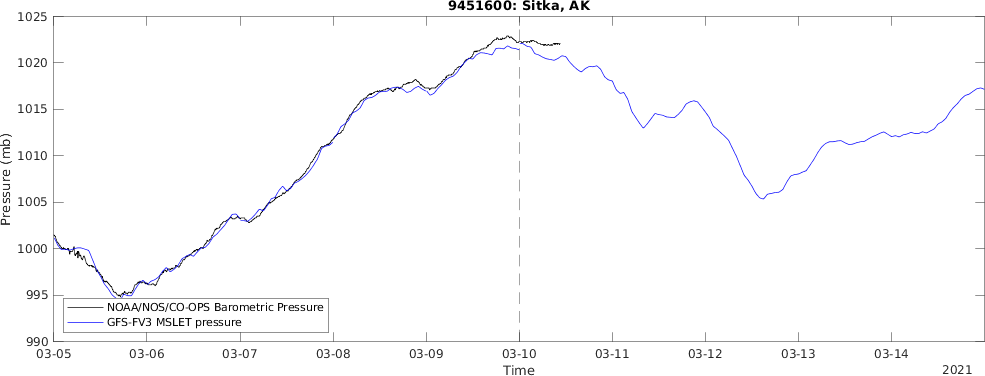 9451600: Sitka, AK
Pressure (mb)
1025
1020
1015
1010
1005
1000
995
990
NOAA/NOS/CO-OPS Barometric Pressure
GFS-FV3 MSLET pressure
03-05 03-06 03-07 03-08 03-09 03-10 03-11 03-12 03-13 03-14
Time
2021